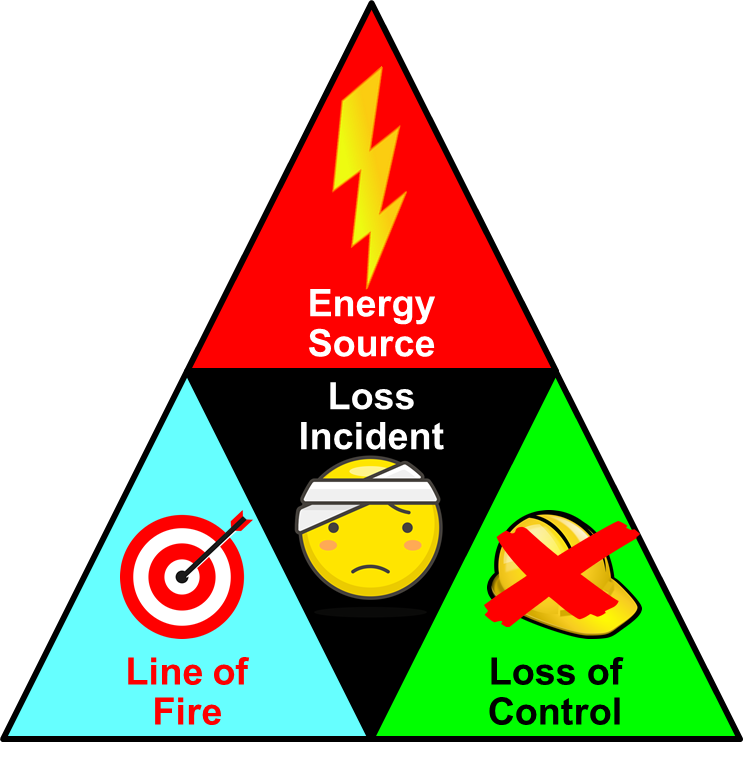 Energy
Source
Loss
Incident
Line of
Fire
Loss of
Control